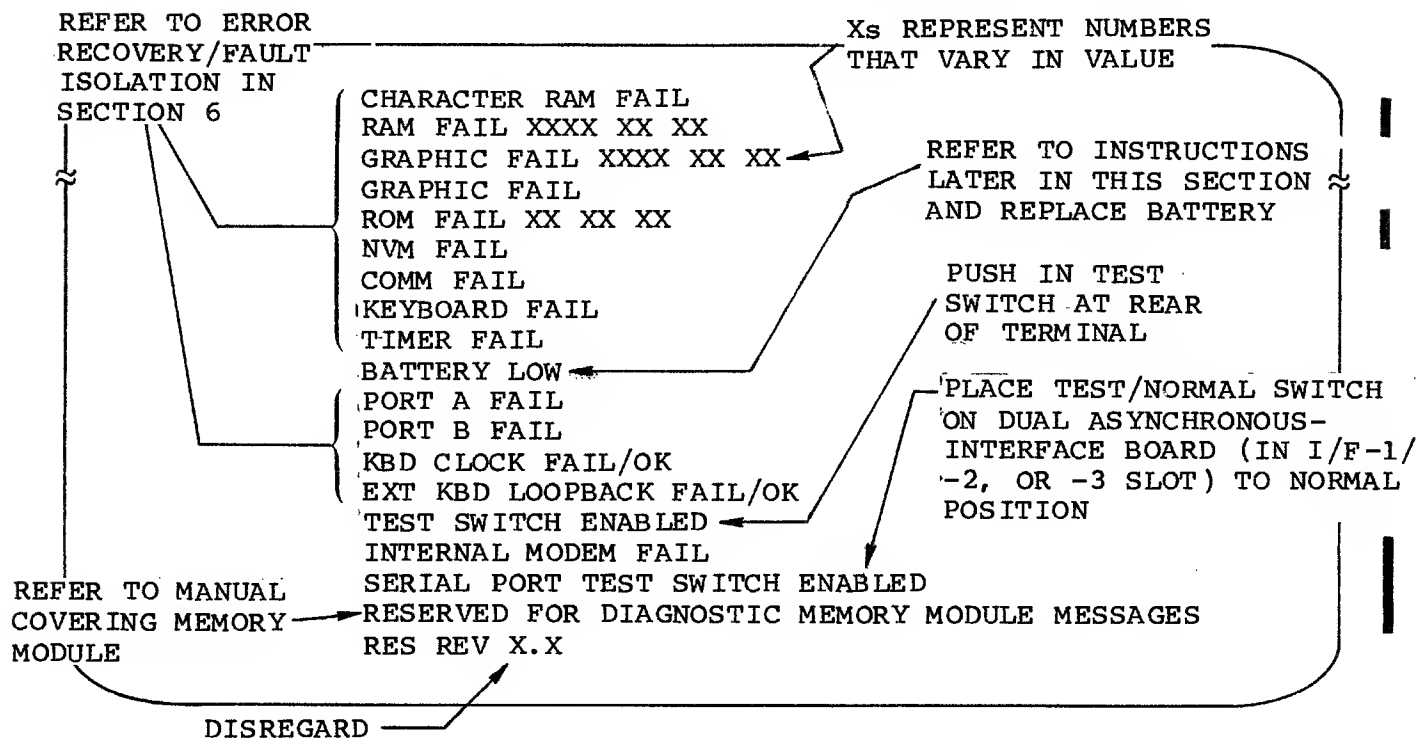 REFER TO ERROR
RECOVERY/FAULT
ISOLATION IN
SECTION 6
Xs REPRESENT NUMBERS
THAT VARY IN VALUE
CHARACTER RAM FAIL
RAM FAIL XXXX XX XX
GRAPHIC FAIL XXXX XX XX
GRAPHIC FAIL
ROM FAIL XX XX XX
NVM FAIL
COMM FAIL
KEYBOARD FAIL
TIMER FAIL
BATTERY LOW
PORT A FAIL
PORT B FAIL
KBD CLOCK FAIL/OK
EXT KBD LOOPBACK FAIL/OK
TEST SWITCH ENABLED
INTERNAL MODEM FAIL
SERIAL PORT TEST SWITCH ENABLED
RESERVED FOR DIAGNOSTIC MEMORY MODULE MESSAGES
RES REV X.X
REFER TO INSTRUCTIONS
LATER IN THIS SECTION
AND REPLACE BATTERY
PUSH IN TEST
SWITCH AT REAR
OF TERMINAL
PLACE TEST/NORMAL SWITCH
ON DUAL ASYNCHRONOUS-
INTERFACE BOARD (IN I/F-1/
-2, OR -3 SLOT) TO NORMAL
POSITION
REFER TO MANUAL
COVERING MEMORY
MODULE
DISREGARD